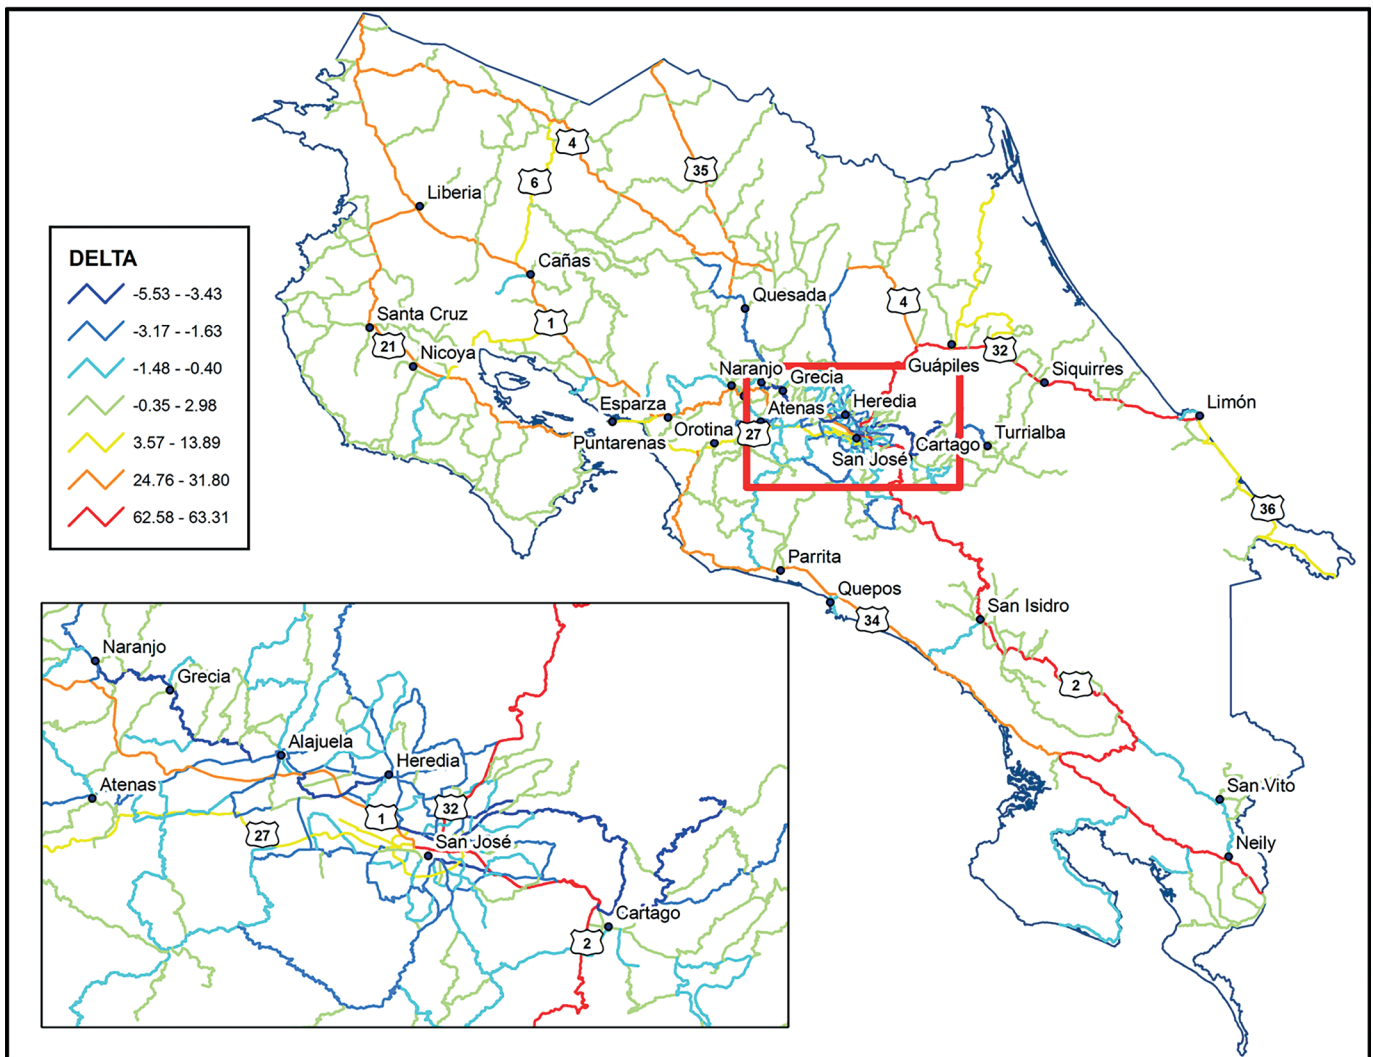 4
6
35
Liberia
DELTA
-5.53 - -3.43
-3.17 - -1.63
-1.48 - -0.40
-0.35 - 2.98
3.57 - 13.89
24.76 - 31.80
62.58 - 63.31
Cañas
Quesada
4
Santa Cruz
1
21
Nicoya
32
Naranjo
Grecia
Guápiles
Siquirres
Esparza
Atenas
Heredia
Limón
Puntarenas
Orotina
27
Cartago
Turrialba
San José
36
Parrita
Quepos
34
San Isidro
2
San Vito
Neily
Naranjo
Grecia
Alajuela
Heredia
Atenas
32
1
27
San José
Cartago
2